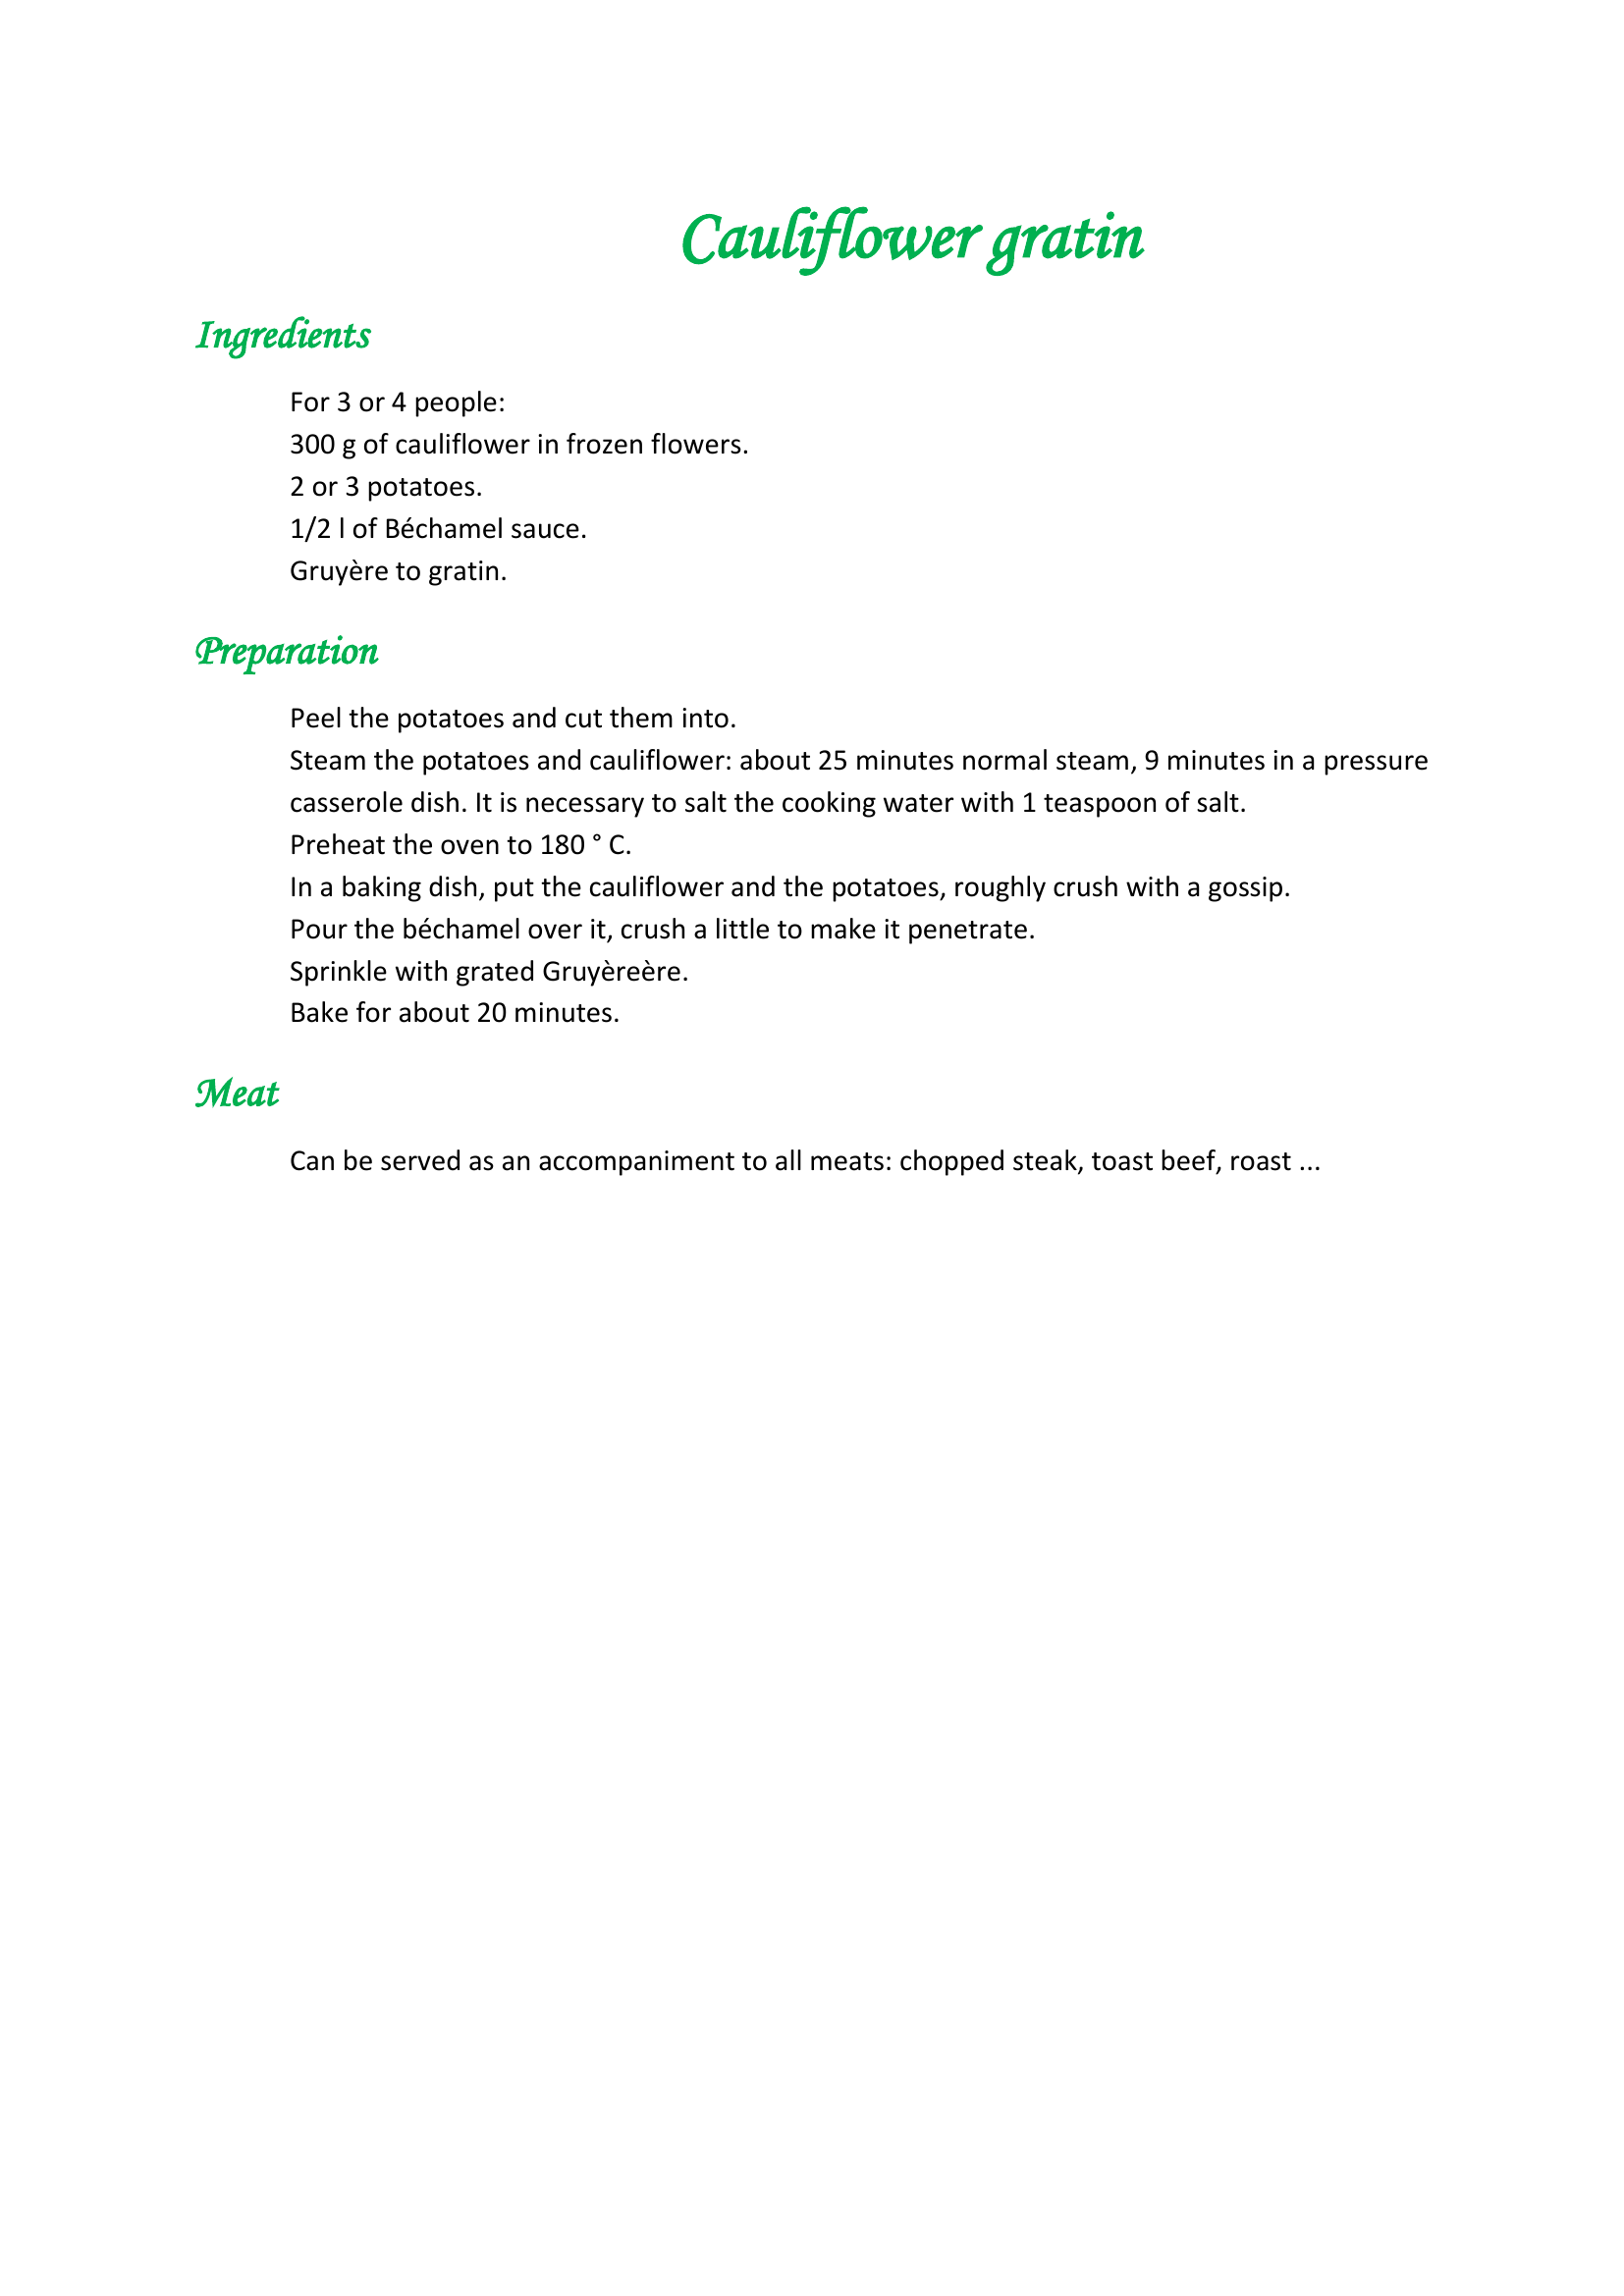 Cauliflower gratin
Ingredients
For 3 or 4 people:
300 g of cauliflower in frozen flowers.
2 or 3 potatoes.
1/2 l of Béchamel sauce.
Gruyère to gratin.
Preparation
Peel the potatoes and cut them into.
Steam the potatoes and cauliflower: about 25 minutes normal steam, 9 minutes in a pressure
casserole dish. It is necessary to salt the cooking water with 1 teaspoon of salt.
Preheat the oven to 180 ° C.
In a baking dish, put the cauliflower and the potatoes, roughly crush with a gossip.
Pour the béchamel over it, crush a little to make it penetrate.
Sprinkle with grated Gruyèreère.
Bake for about 20 minutes.
Meat
Can be served as an accompaniment to all meats: chopped steak, toast beef, roast ...